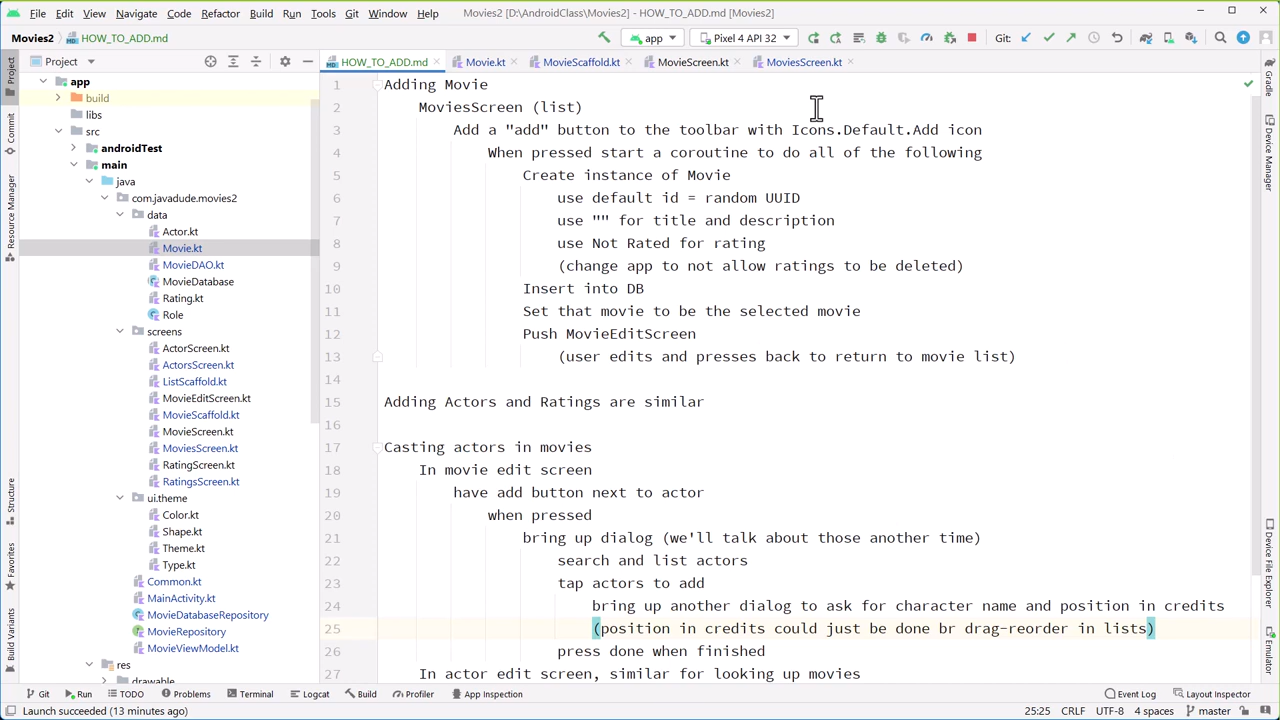 File Edit View Navigate Code Refactor Build Run Tools Git Window Help Movies2 [D:\AndroidClass\Movies2] - HOW_TO_ADD.md [Movies2]
Movies2 HOW_TO_ADD.md app Pixel 4 API 32 Git:
Project
HOW_TO_ADD.md Movie.kt MovieScaffold.kt MovieScreen.kt MoviesScreen.kt
app
build
libs
src
androidTest
main
java
com.javadude.movies2
data
Actor.kt
Movie.kt
MovieDAO.kt
MovieDatabase
Rating.kt
Role
screens
ActorScreen.kt
ActorsScreen.kt
ListScaffold.kt
MovieEditScreen.kt
MovieScaffold.kt
MovieScreen.kt
MoviesScreen.kt
RatingScreen.kt
RatingsScreen.kt
ui.theme
Color.kt
Shape.kt
Theme.kt
Type.kt
Common.kt
MainActivity.kt
MovieDatabaseRepository
MovieRepository
MovieViewModel.kt
res
drawable
1 Adding Movie
2 MoviesScreen (list)
3 Add a "add" button to the toolbar with Icons.Default.Add icon
4 When pressed start a coroutine to do all of the following
5 Create instance of Movie
6 use default id = random UUID
7 use "" for title and description
8 use Not Rated for rating
9 (change app to not allow ratings to be deleted)
10 Insert into DB
11 Set that movie to be the selected movie
12 Push MovieEditScreen
13 (user edits and presses back to return to movie list)
14
15 Adding Actors and Ratings are similar
16
17 Casting actors in movies
18 In movie edit screen
19 have add button next to actor
20 when pressed
21 bring up dialog (we'll talk about those another time)
22 search and list actors
23 tap actors to add
24 bring up another dialog to ask for character name and position in credits
25 (position in credits could just be done br drag-reorder in lists)
26 press done when finished
27 In actor edit screen, similar for looking up movies
Project
Commit
Resource Manager
Structure
Favorites
Build Variants
Gradle
Device Manager
Device File Explorer
Emulator
Git Run TODO Problems Terminal Logcat Build Profiler App Inspection Event Log Layout Inspector
Launch succeeded (13 minutes ago) 25:25 CRLF UTF-8 4 spaces master